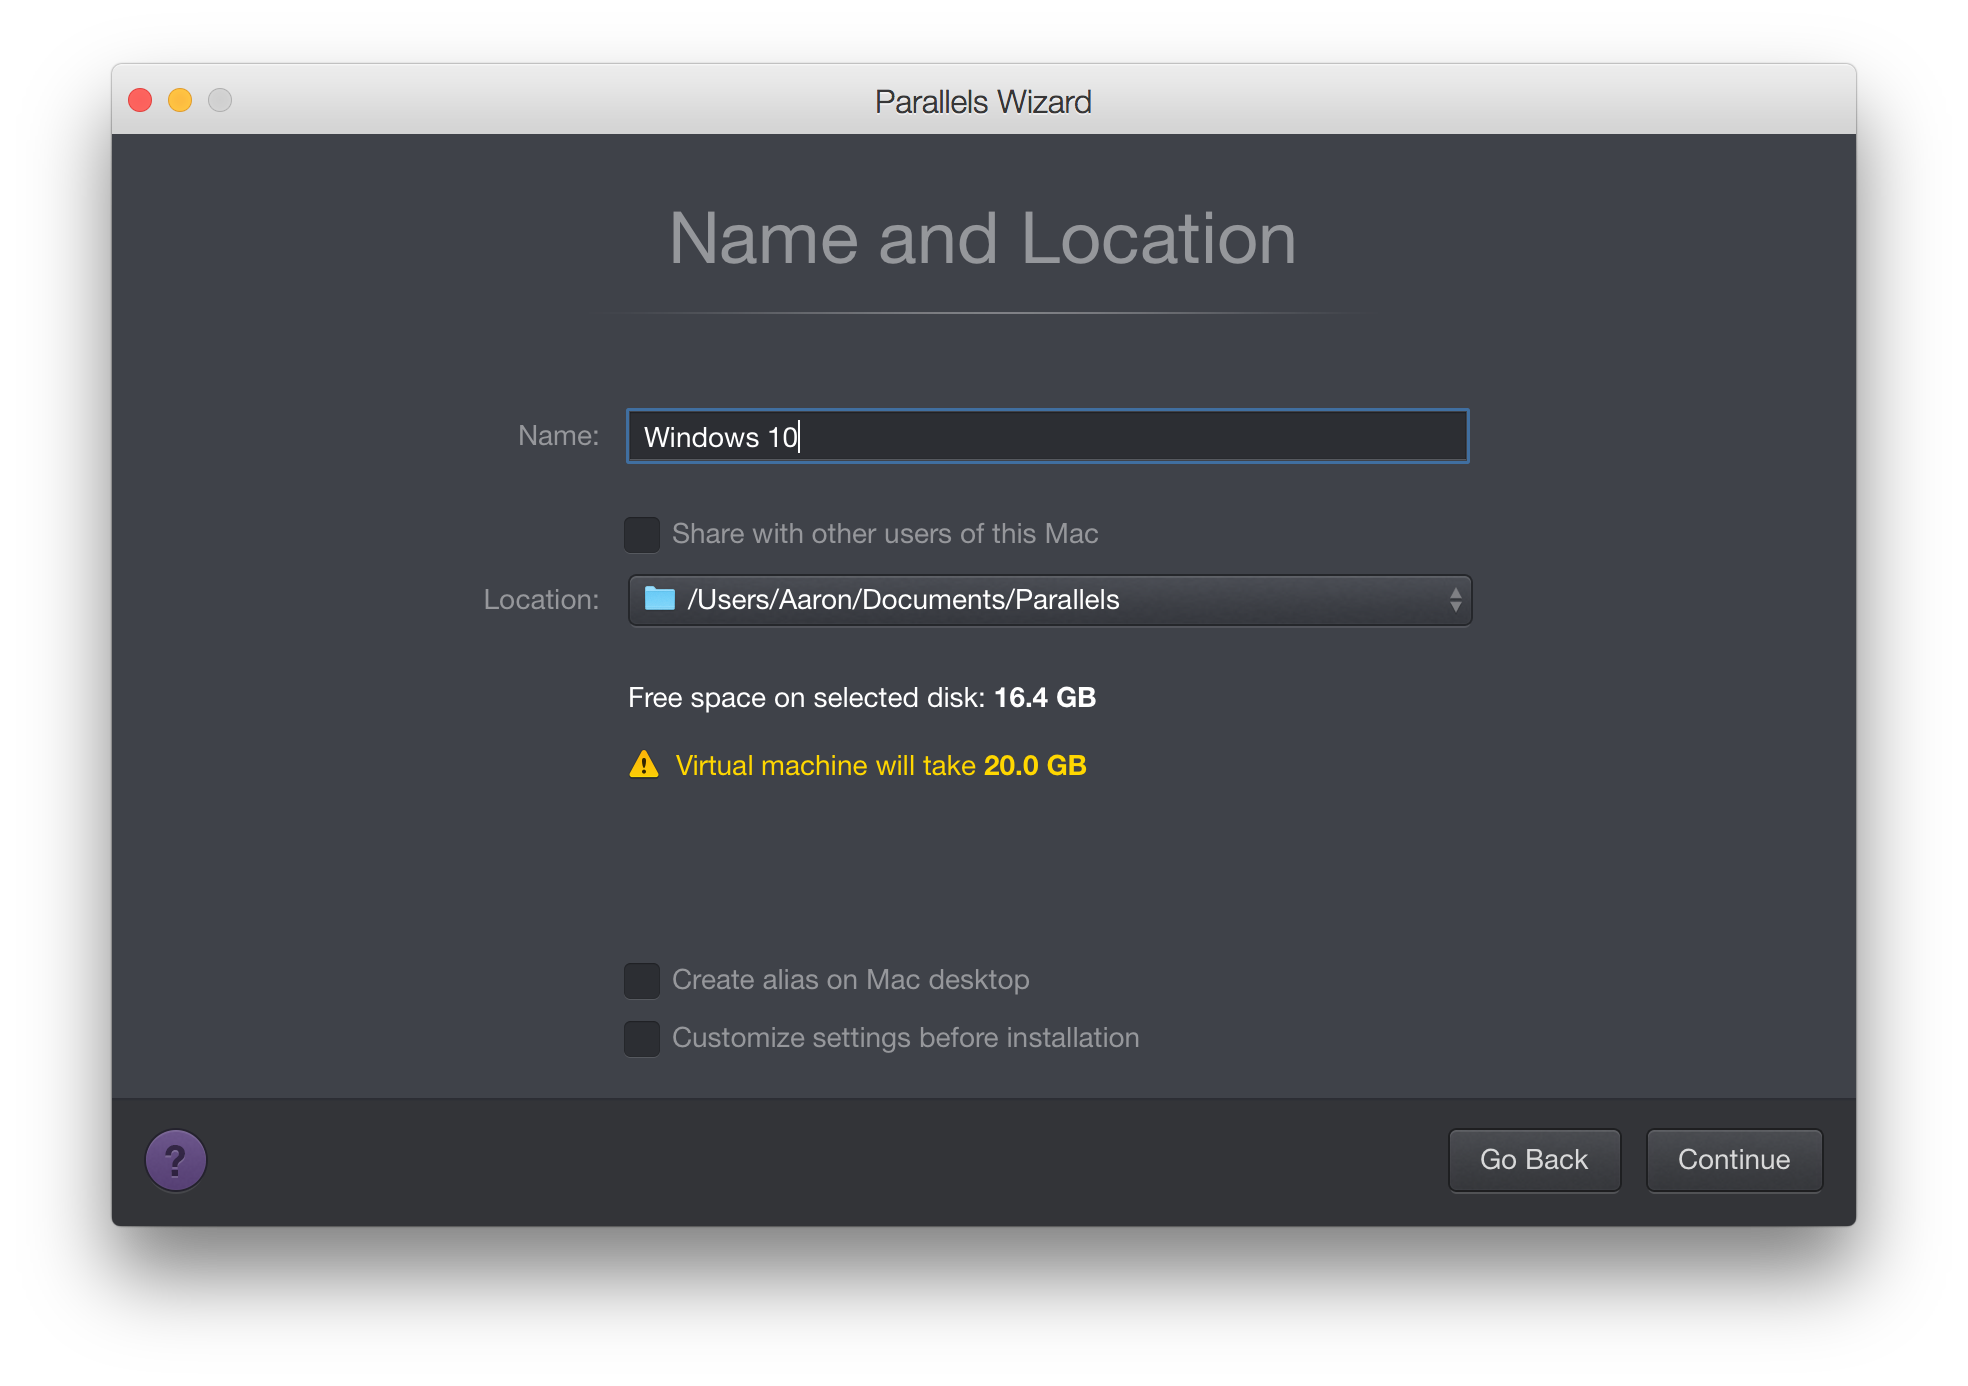 Parallels Wizard
Name and Location
Name: Windows 10
Share with other users of this Mac
Location: /Users/Aaron/Documents/Parallels
Free space on selected disk: 16.4 GB
Virtual machine will take 20.0 GB
Create alias on Mac desktop
Customize settings before installation
? Go Back Continue